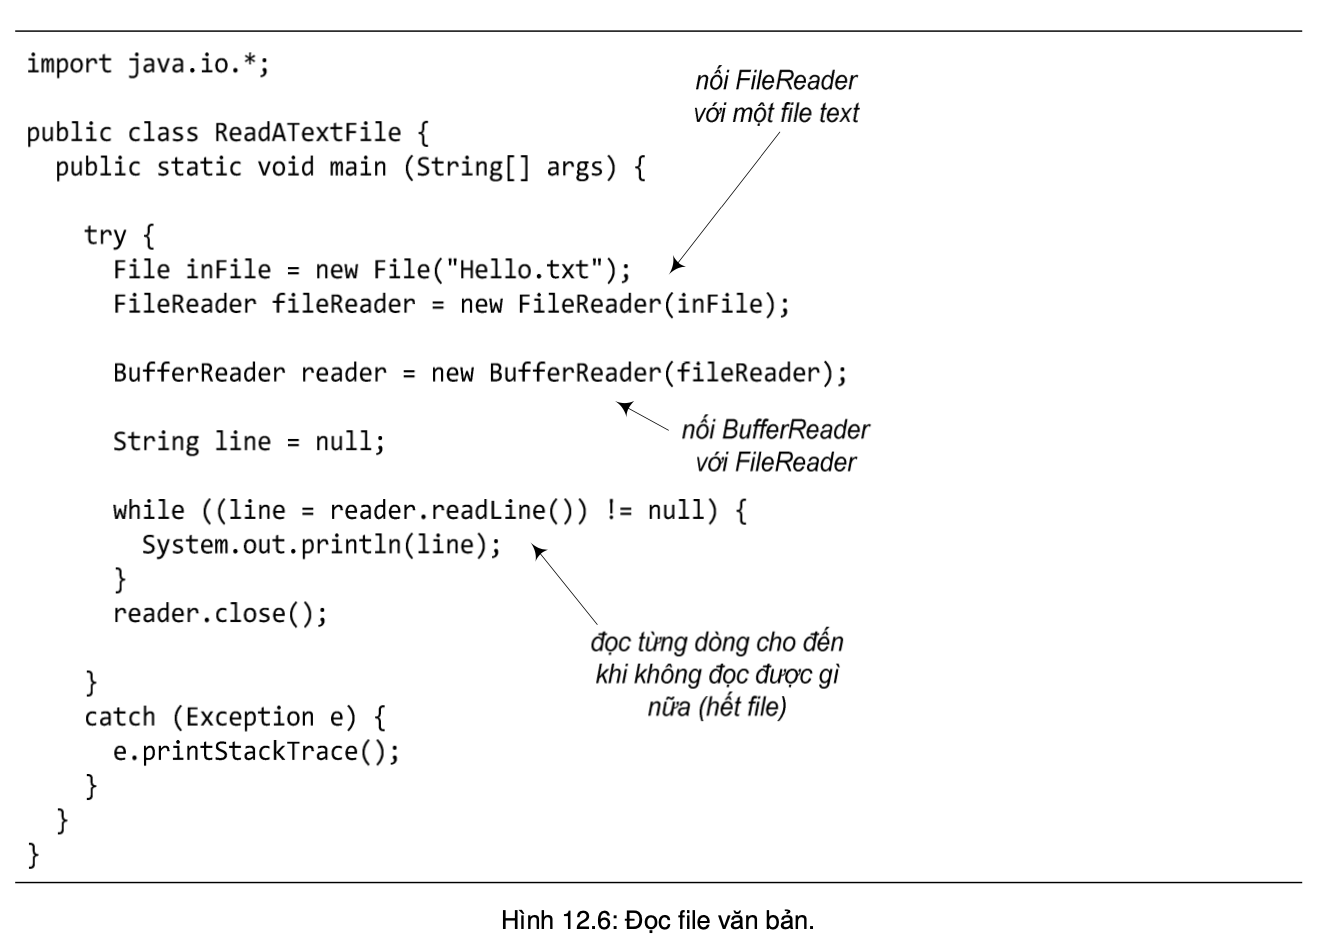 import java.io.*;
nối FileReader
với một file text
public class ReadATextFile {
public static void main (String[] args) {
try {
File inFile = new File("Hello.txt");
FileReader fileReader = new FileReader(inFile);
BufferReader reader = new BufferReader(fileReader);
nối BufferReader
với FileReader
String line = null;
while ((line = reader.readLine()) != null) {
System.out.println(line);
}
reader.close();
đọc từng dòng cho đến
khi không đọc được gì
nữa (hết file)
}
catch (Exception e) {
e.printStackTrace();
}
}
}
Hình 12.6: Đọc file văn bản.